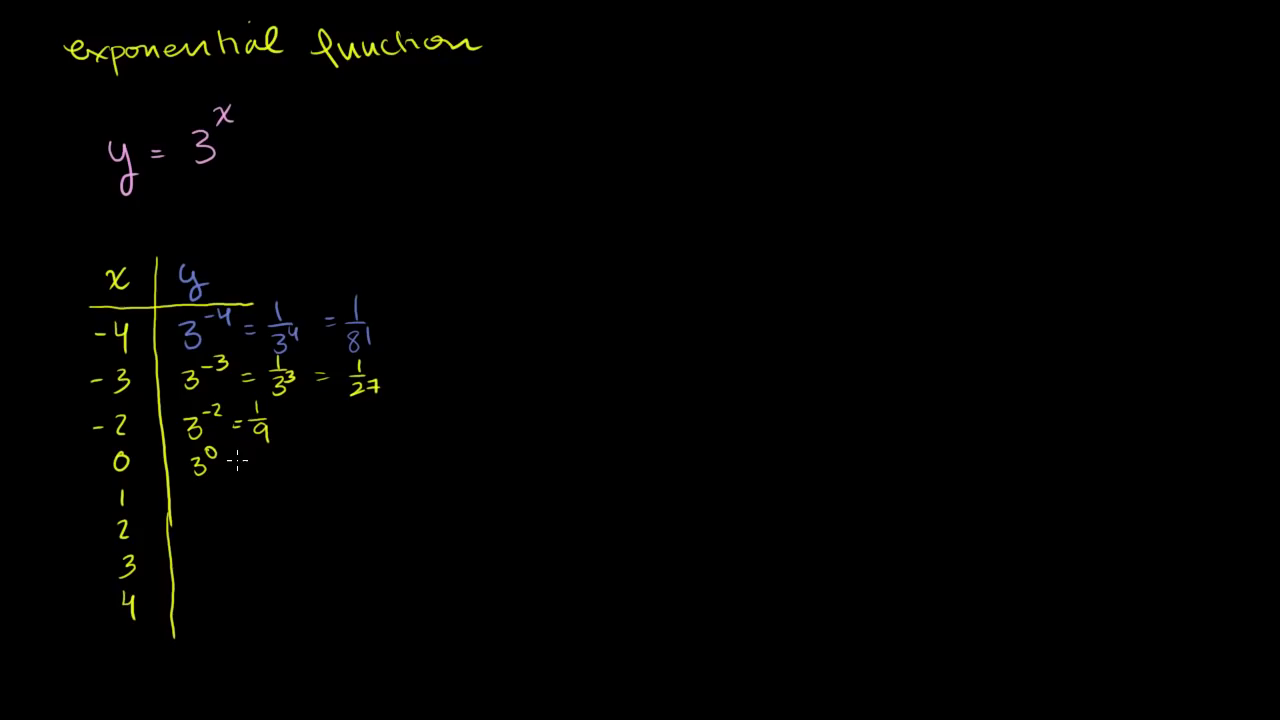 exponential function
y = 3^x
x y
-4 3^-4 = 1/3^4 = 1/81
-3 3^-3 = 1/3^3 = 1/27
-2 3^-2 = 1/9
0 3^0
1
2
3
4